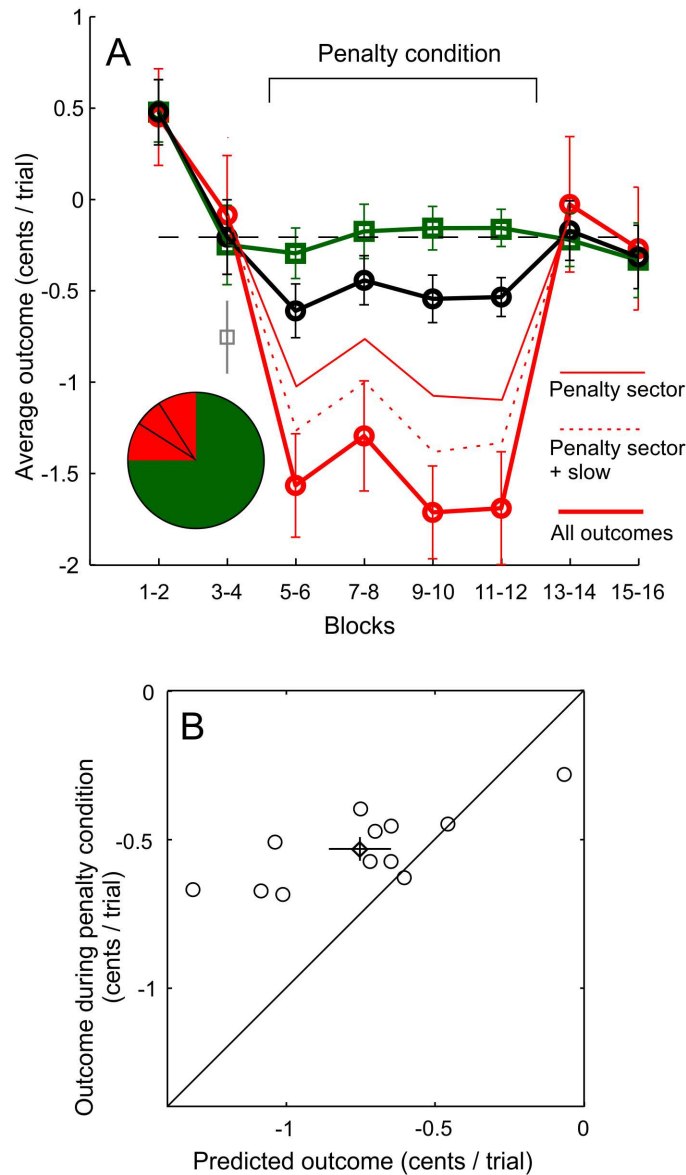 A
Penalty condition
Average outcome (cents / trial)
1
0.5
0
-0.5
-1
-1.5
-2
Penalty sector
Penalty sector
+ slow
All outcomes
1-2 3-4 5-6 7-8 9-10 11-12 13-14 15-16
Blocks
B
Outcome during penalty condition
(cents / trial)
0
-0.5
-1
-1 -0.5 0
Predicted outcome (cents / trial)